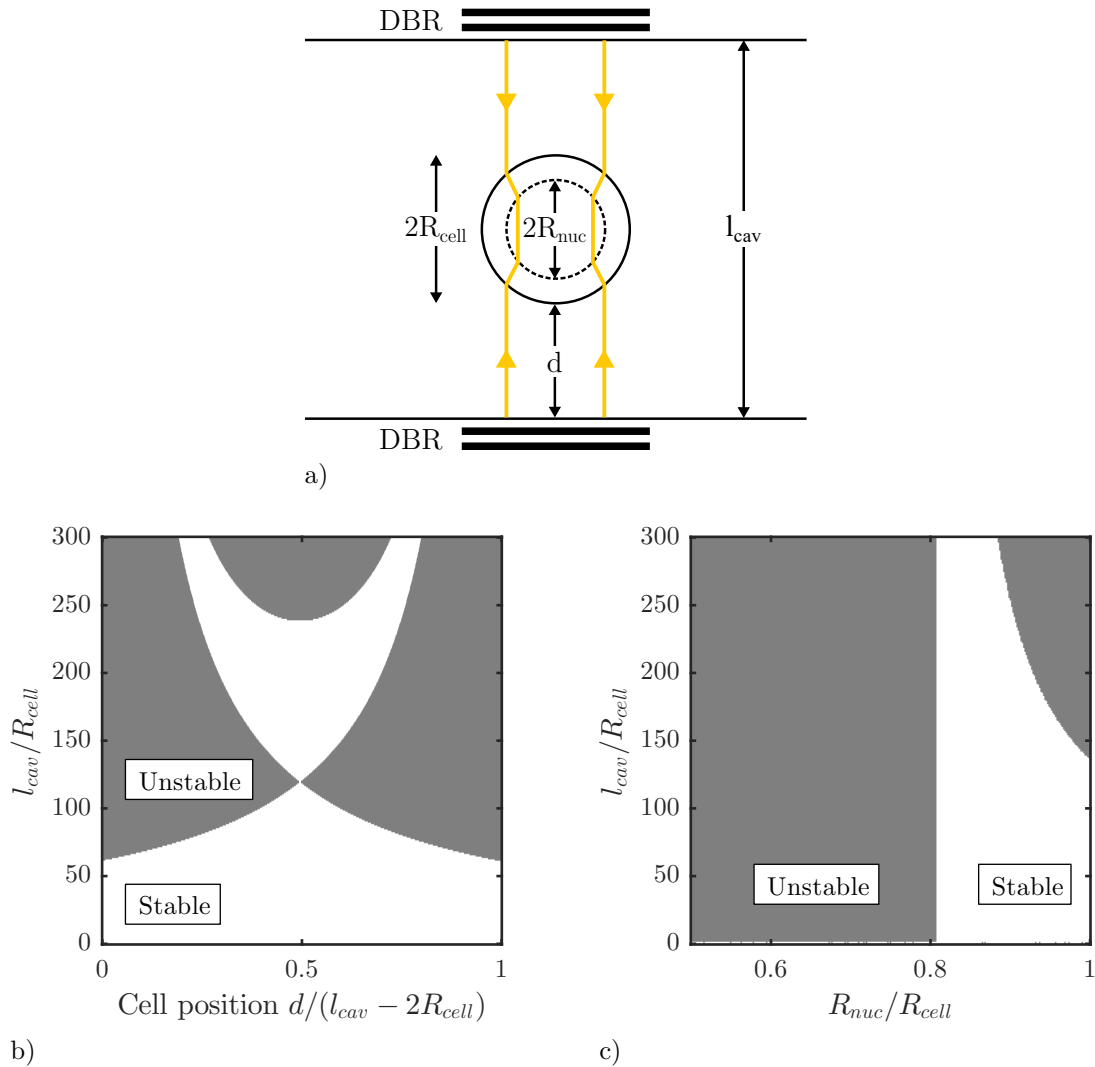 DBR
2R_cell
2R_nuc
l_cav
d
DBR
a)
300
250
200
150
100
50
0
l_cav/R_cell
Unstable
Stable
0
0.5
1
Cell position d/(l_cav − 2R_cell)
b)
300
250
200
150
100
50
0
l_cav/R_cell
Unstable
Stable
0.6
0.8
1
R_nuc/R_cell
c)